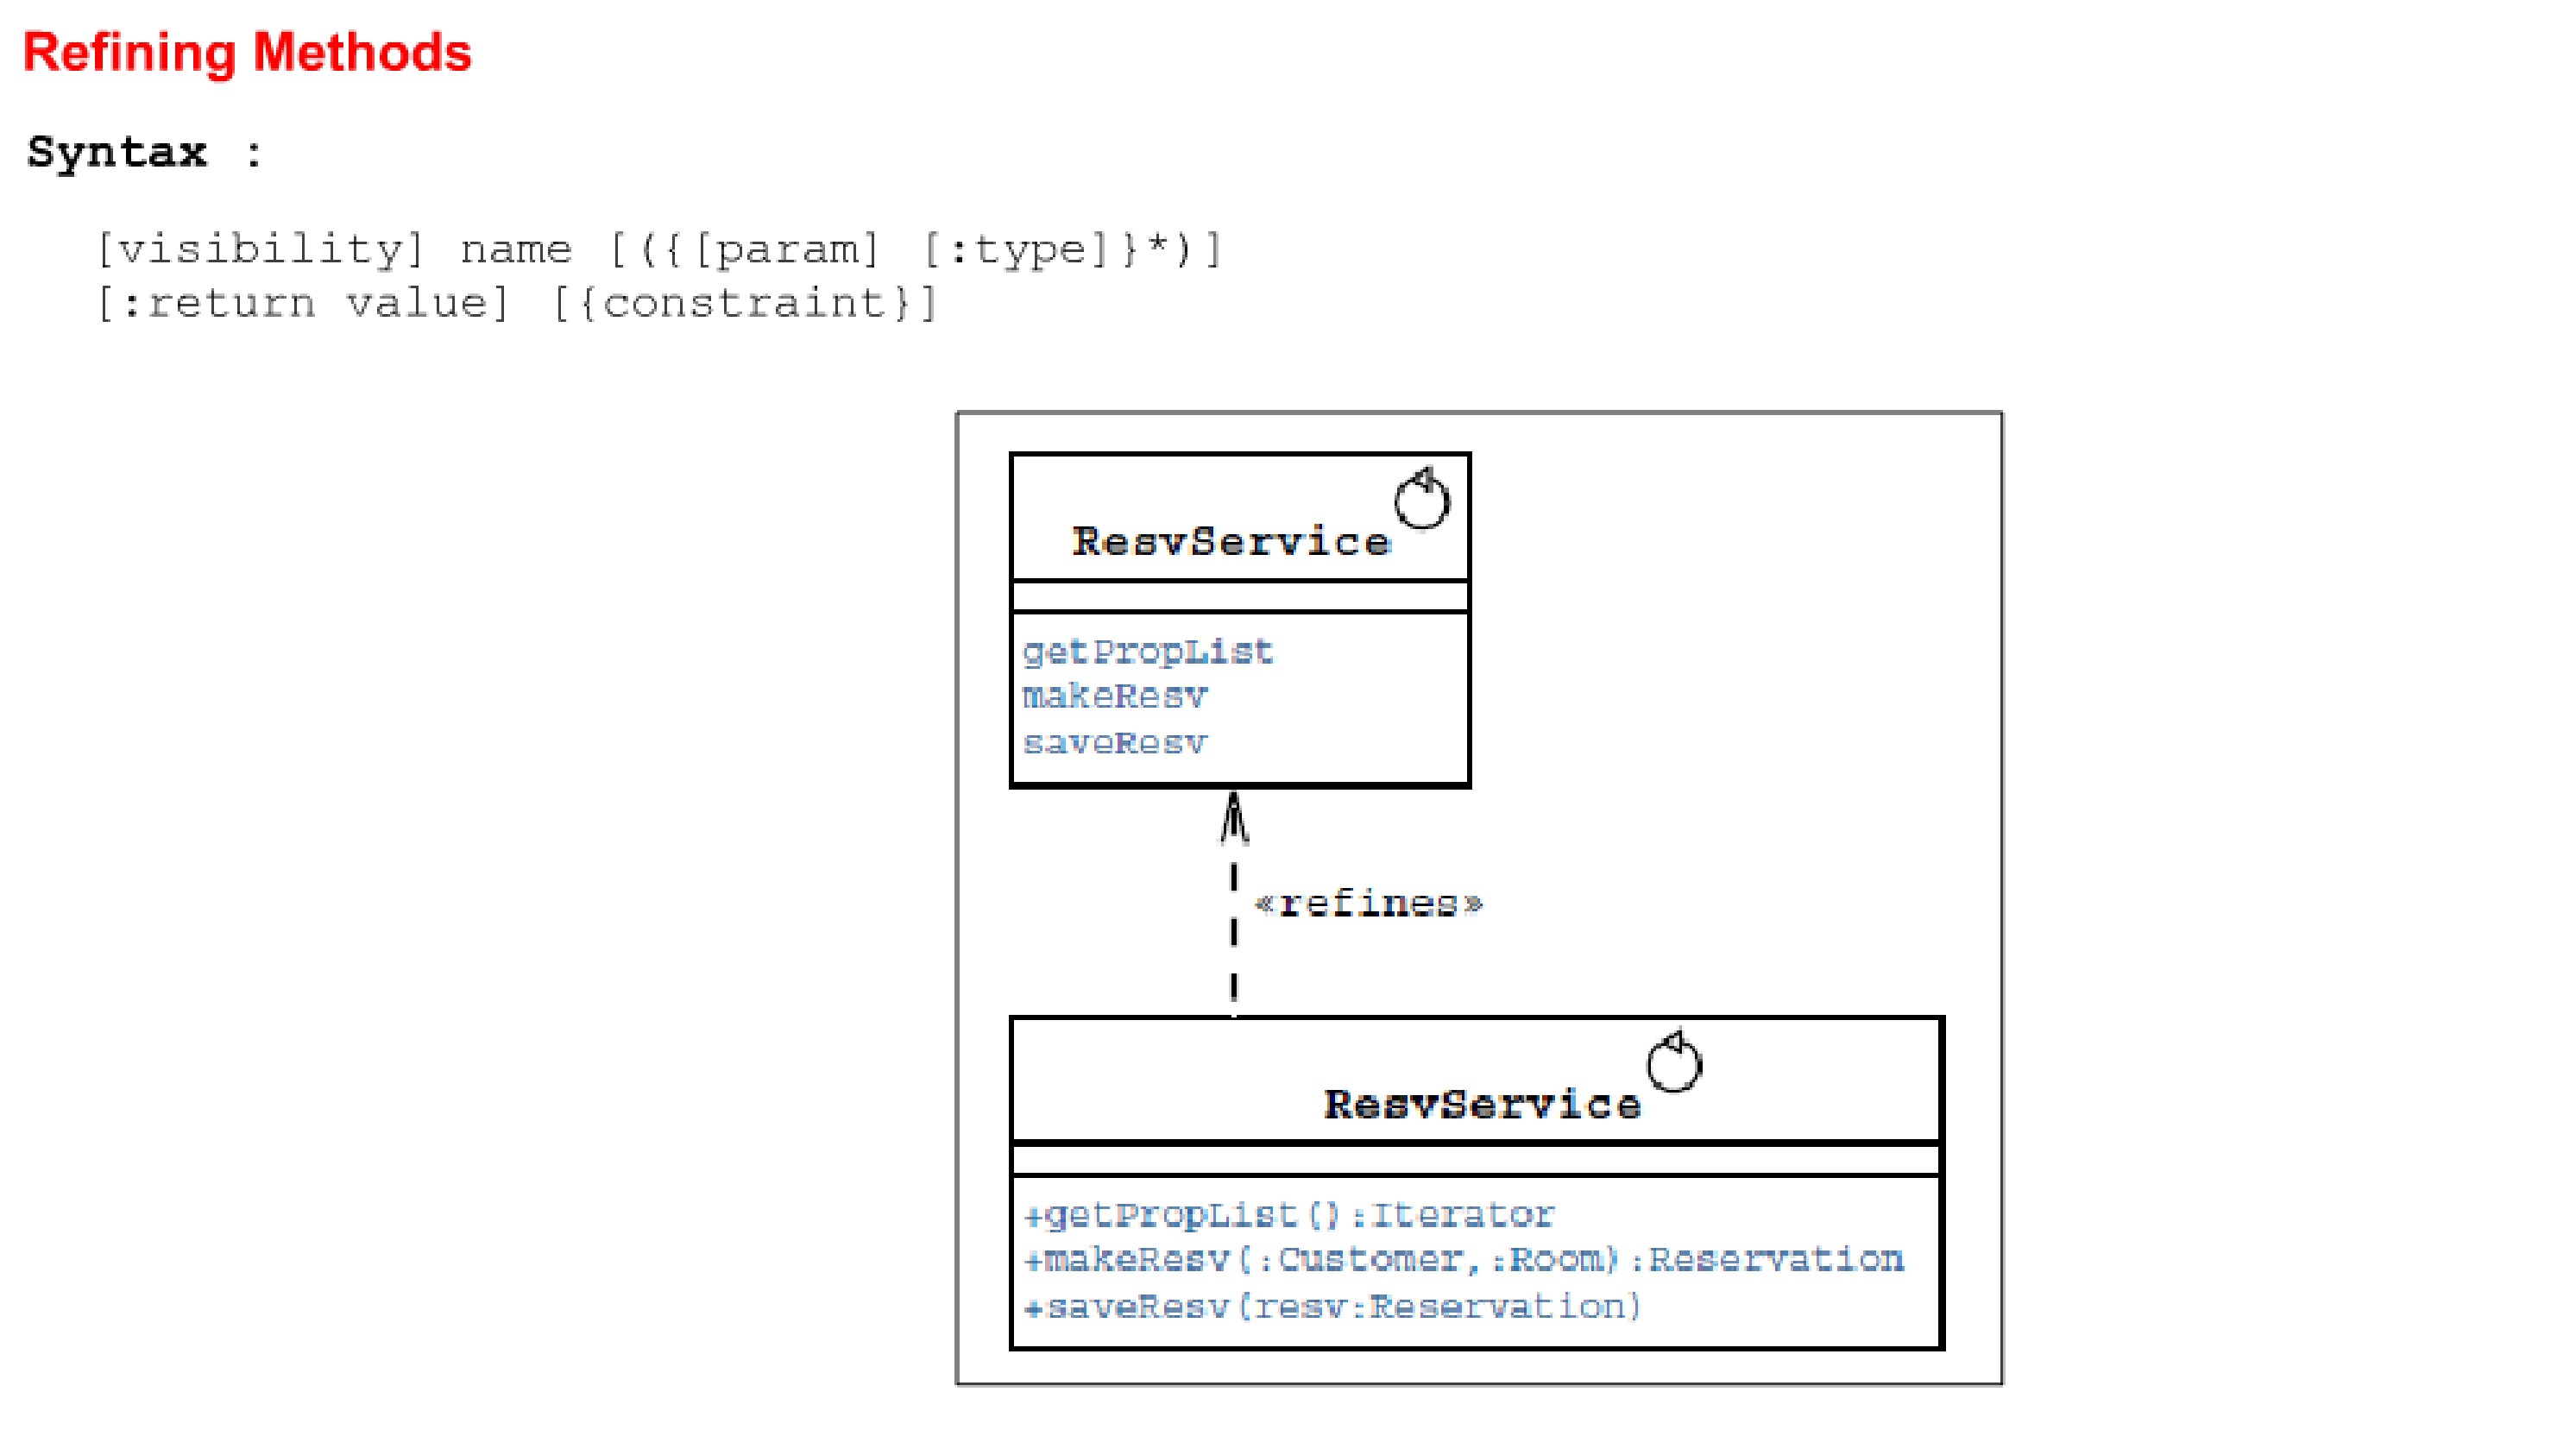 Refining Methods
Syntax :
[visibility] name [({[param] [:type]}*)]
[:return value] [{constraint}]
ResvService
getPropList
makeResv
saveResv
«refines»
ResvService
+getPropList():Iterator
+makeResv(:Customer,:Room):Reservation
+saveResv(resv:Reservation)